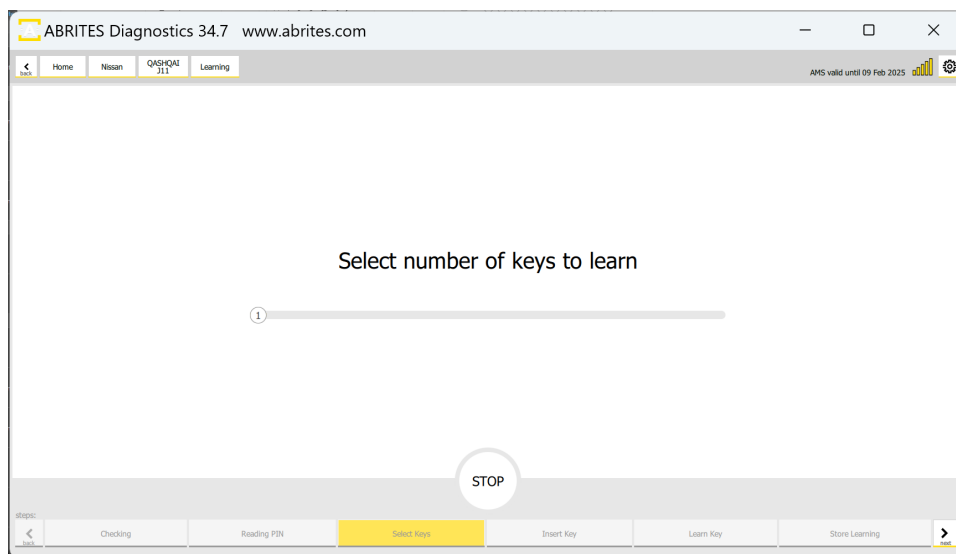 ABRITES Diagnostics 34.7 www.abrites.com
back
Home
Nissan
QASHQAI
J11
Learning
AMS valid until 09 Feb 2025
Select number of keys to learn
1
STOP
steps:
back
Checking
Reading PIN
Select Keys
Insert Key
Learn Key
Store Learning
next